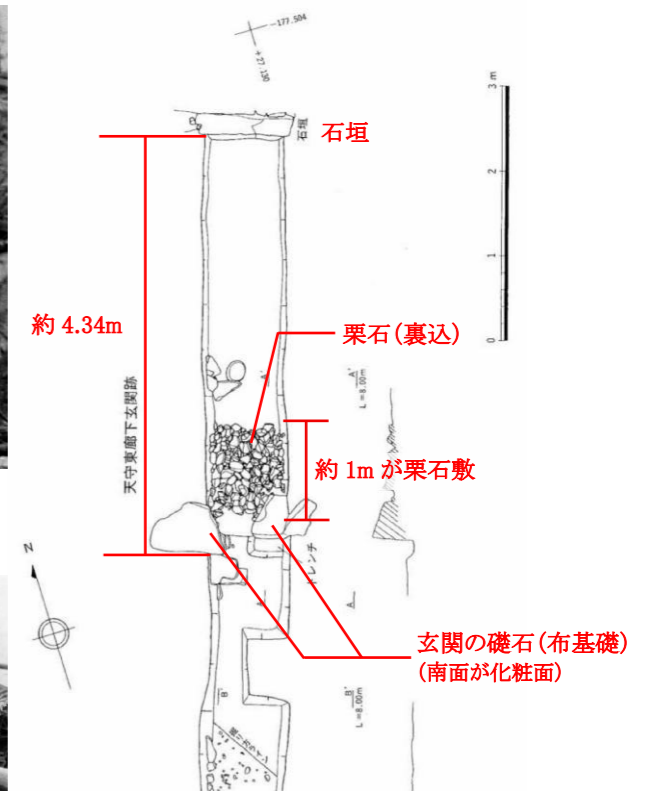 -177.504
+27.130
石垣
石垣
3 m
2
1
0
約 4.34m
天守東廊下玄関跡
栗石(裏込)
A'
A'
L=8.00m
約 1m が栗石敷
トレンチ
N
A
A
玄関の礎石(布基礎)
(南面が化粧面)
B'
B'
L=8.00m